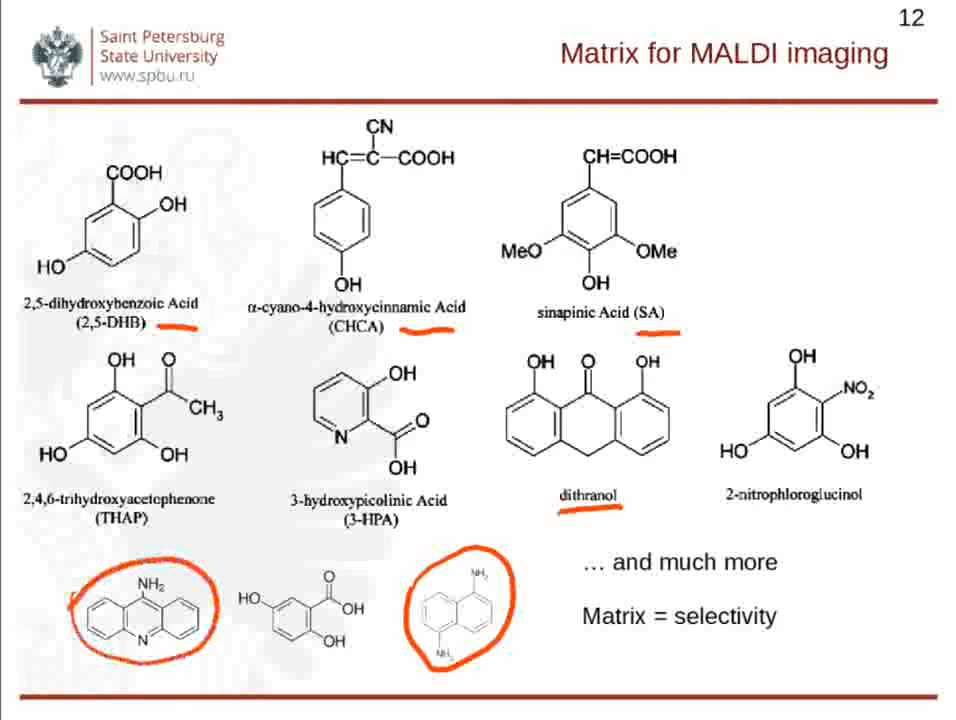 12
Saint Petersburg
State University
www.spbu.ru
Matrix for MALDI imaging
COOH
OH
HO
2,5-dihydroxybenzoic Acid
(2,5-DHB)
CN
HC=C-COOH
OH
α-cyano-4-hydroxycinnamic Acid
(CHCA)
CH=COOH
MeO
OMe
OH
sinapinic Acid (SA)
OH
O
CH3
HO
OH
2,4,6-trihydroxyacetophenone
(THAP)
OH
N
O
OH
3-hydroxypicolinic Acid
(3-HPA)
OH
O
OH
dithranol
OH
NO2
HO
OH
2-nitrophloroglucinol
NH2
N
O
HO
OH
OH
NH2
NH2
... and much more
Matrix = selectivity